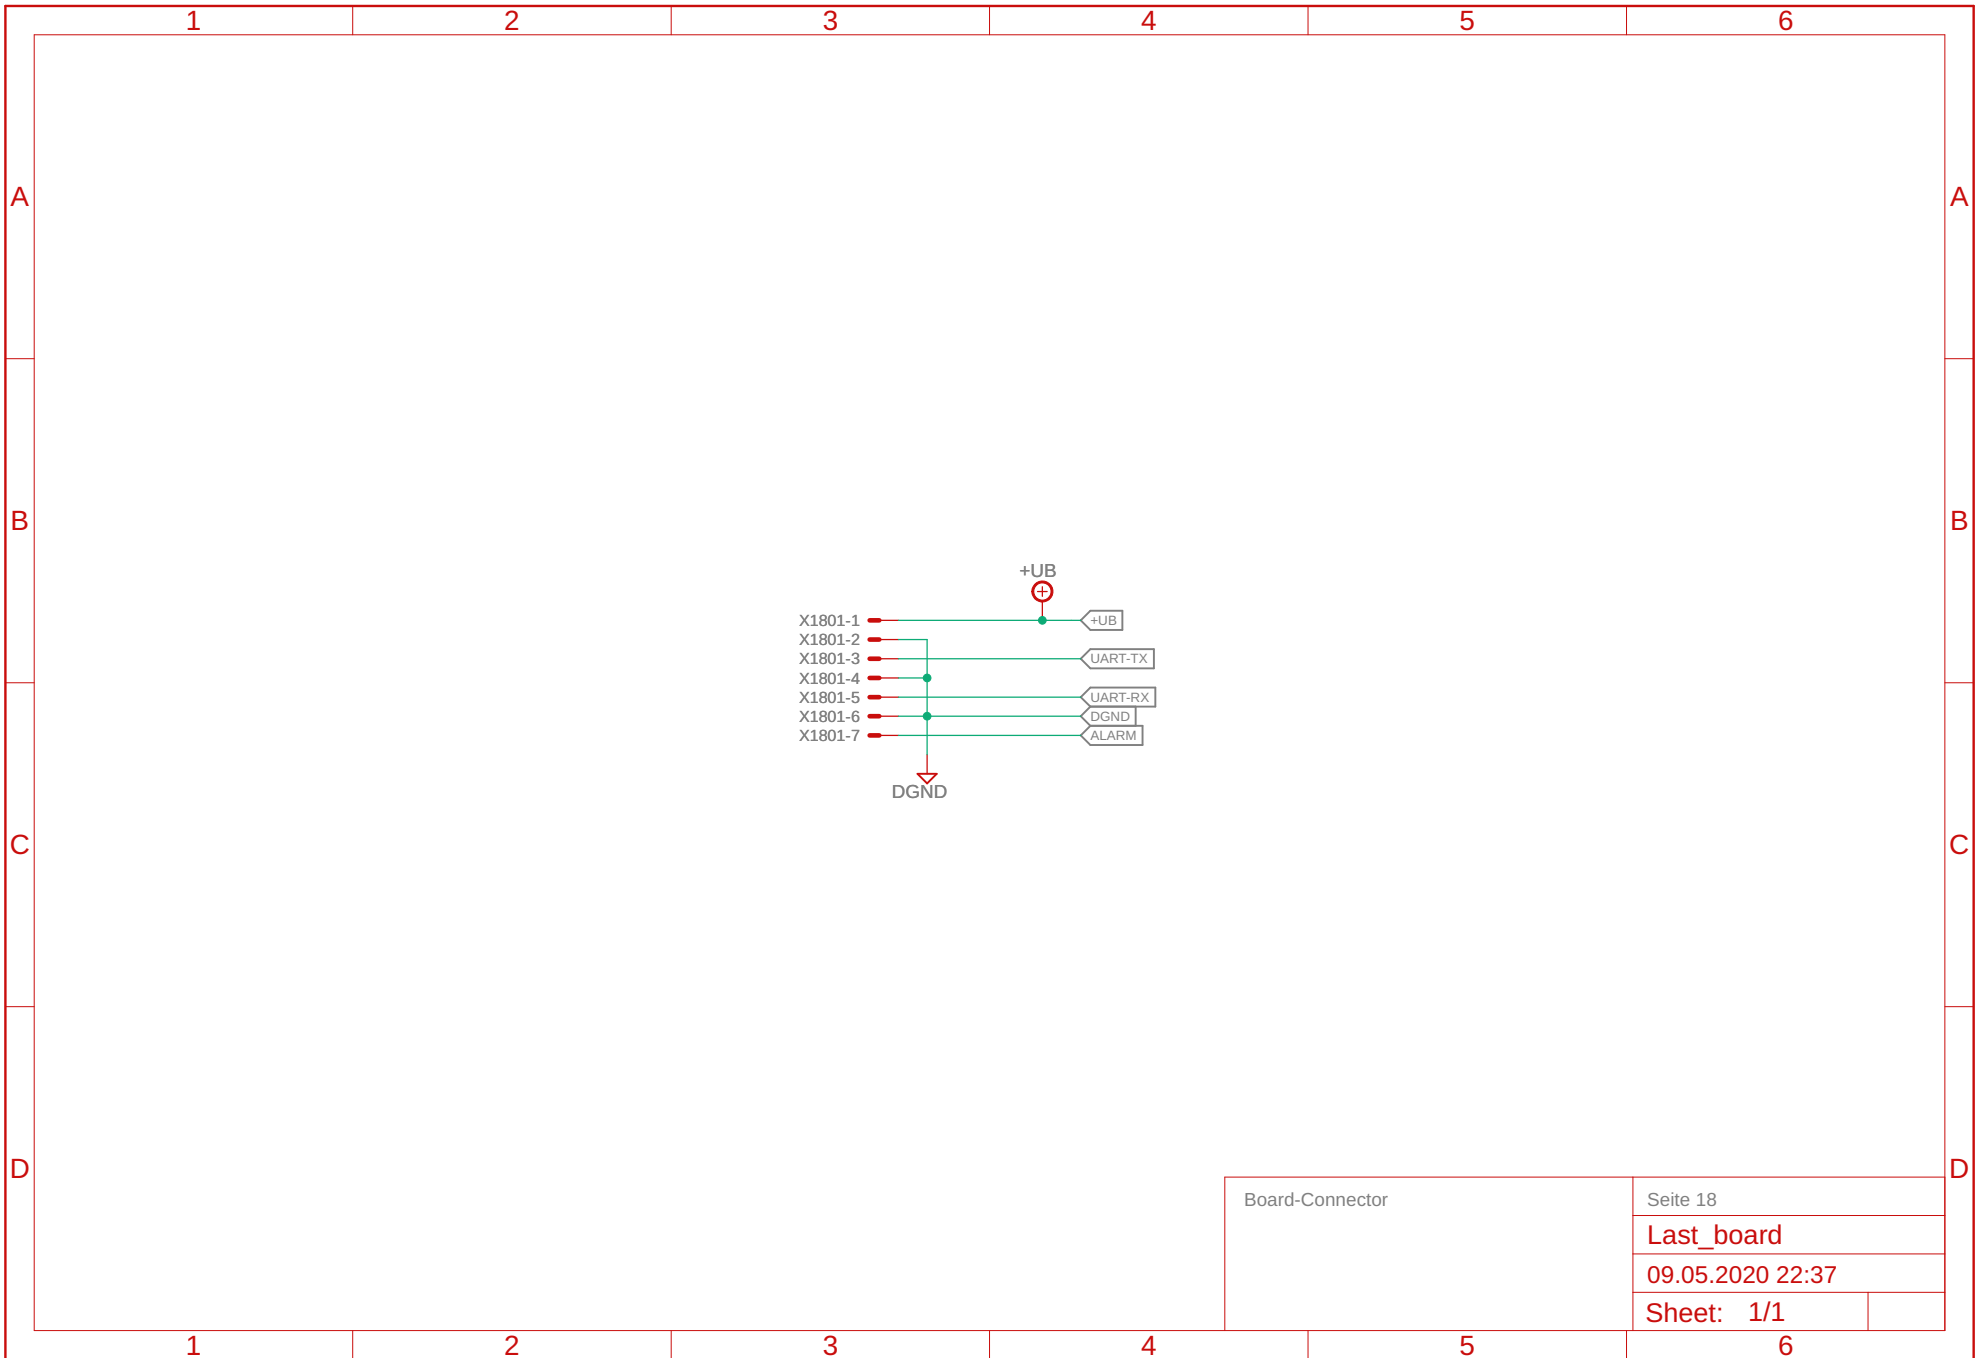 1 2 3 4 5 6
A A
B B
+UB
X1801-1 +UB
X1801-2
X1801-3 UART-TX
X1801-4
X1801-5 UART-RX
X1801-6 DGND
X1801-7 ALARM
DGND
C C
D D
Board-Connector Seite 18
Last_board
09.05.2020 22:37
Sheet: 1/1
1 2 3 4 5 6